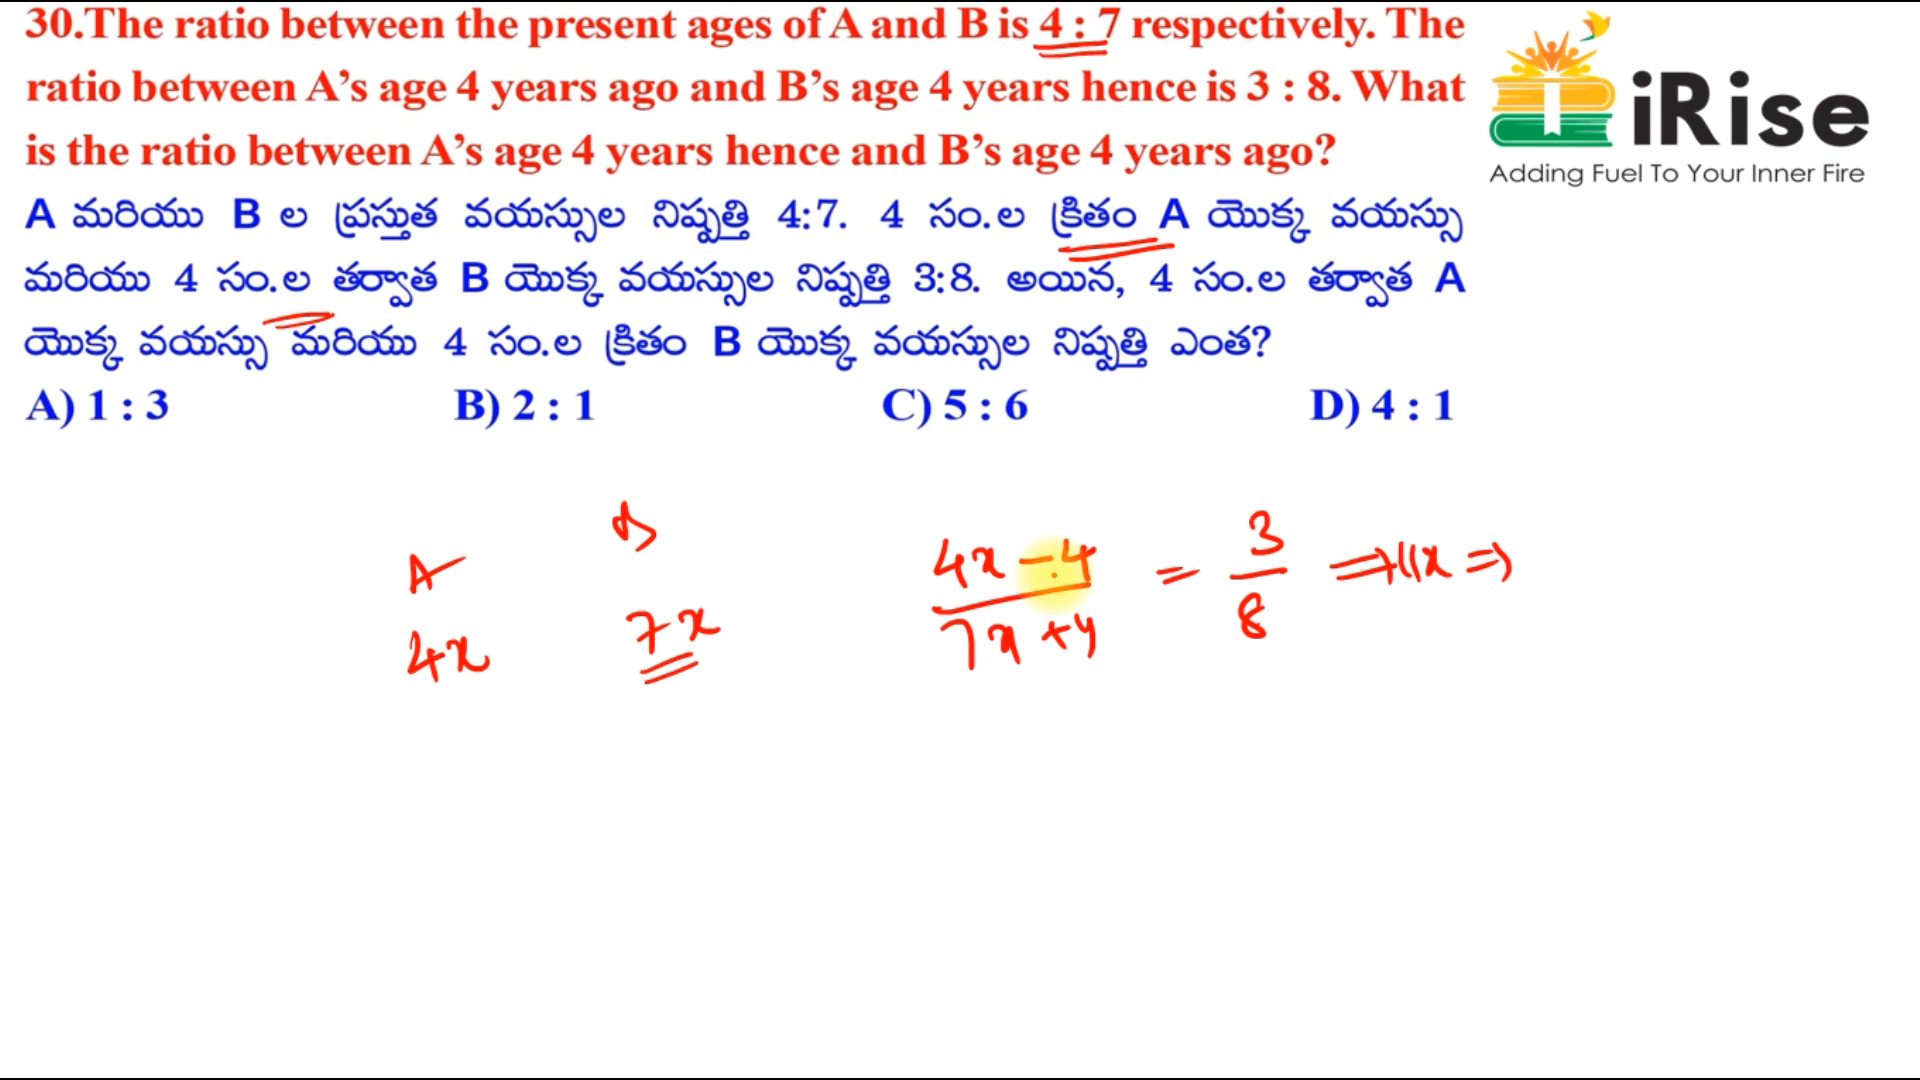 30.The ratio between the present ages of A and B is 4 : 7 respectively. The
ratio between A’s age 4 years ago and B’s age 4 years hence is 3 : 8. What
is the ratio between A’s age 4 years hence and B’s age 4 years ago?
A మరియు B ల ప్రస్తుత వయస్సుల నిష్పత్తి 4:7. 4 సం.ల క్రితం A యొక్క వయస్సు
మరియు 4 సం.ల తర్వాత B యొక్క వయస్సుల నిష్పత్తి 3:8. అయిన, 4 సం.ల తర్వాత A
యొక్క వయస్సు మరియు 4 సం.ల క్రితం B యొక్క వయస్సుల నిష్పత్తి ఎంత?
A) 1 : 3 B) 2 : 1 C) 5 : 6 D) 4 : 1
iRise
Adding Fuel To Your Inner Fire
A B
4x 7x
4x - 4 = 3 ⇒ 11x ⇒
7x + 4 8